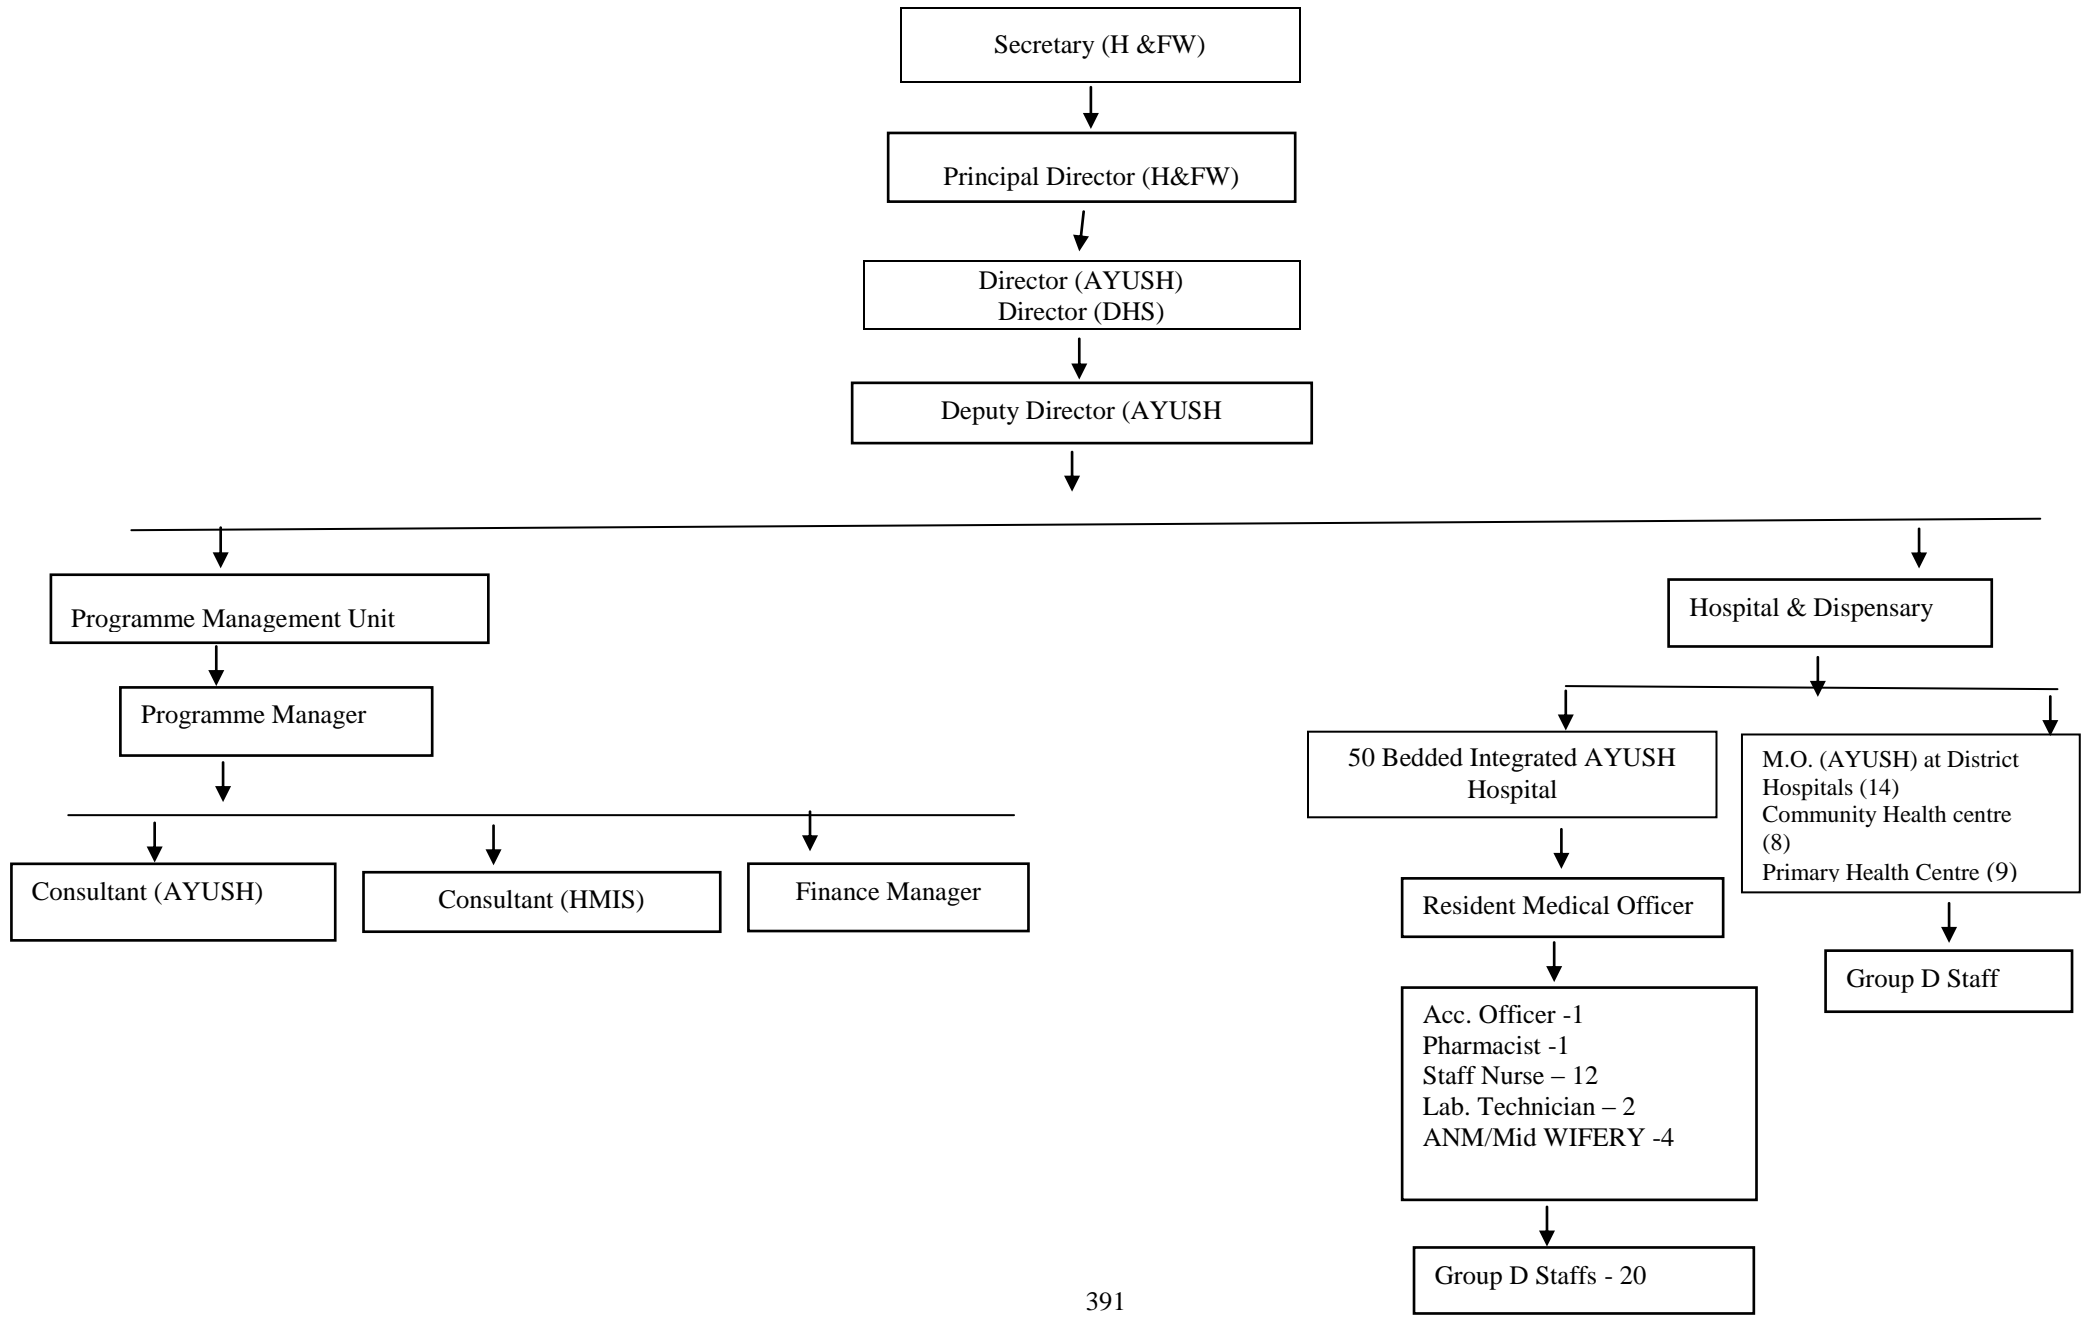 Secretary (H &FW)
Principal Director (H&FW)
Director (AYUSH)
Director (DHS)
Deputy Director (AYUSH
Programme Management Unit
Hospital & Dispensary
Programme Manager
50 Bedded Integrated AYUSH
Hospital
M.O. (AYUSH) at District
Hospitals (14)
Community Health centre
(8)
Primary Health Centre (9)
Consultant (AYUSH)
Consultant (HMIS)
Finance Manager
Resident Medical Officer
Group D Staff
Acc. Officer -1
Pharmacist -1
Staff Nurse – 12
Lab. Technician – 2
ANM/Mid WIFERY -4
Group D Staffs - 20
391